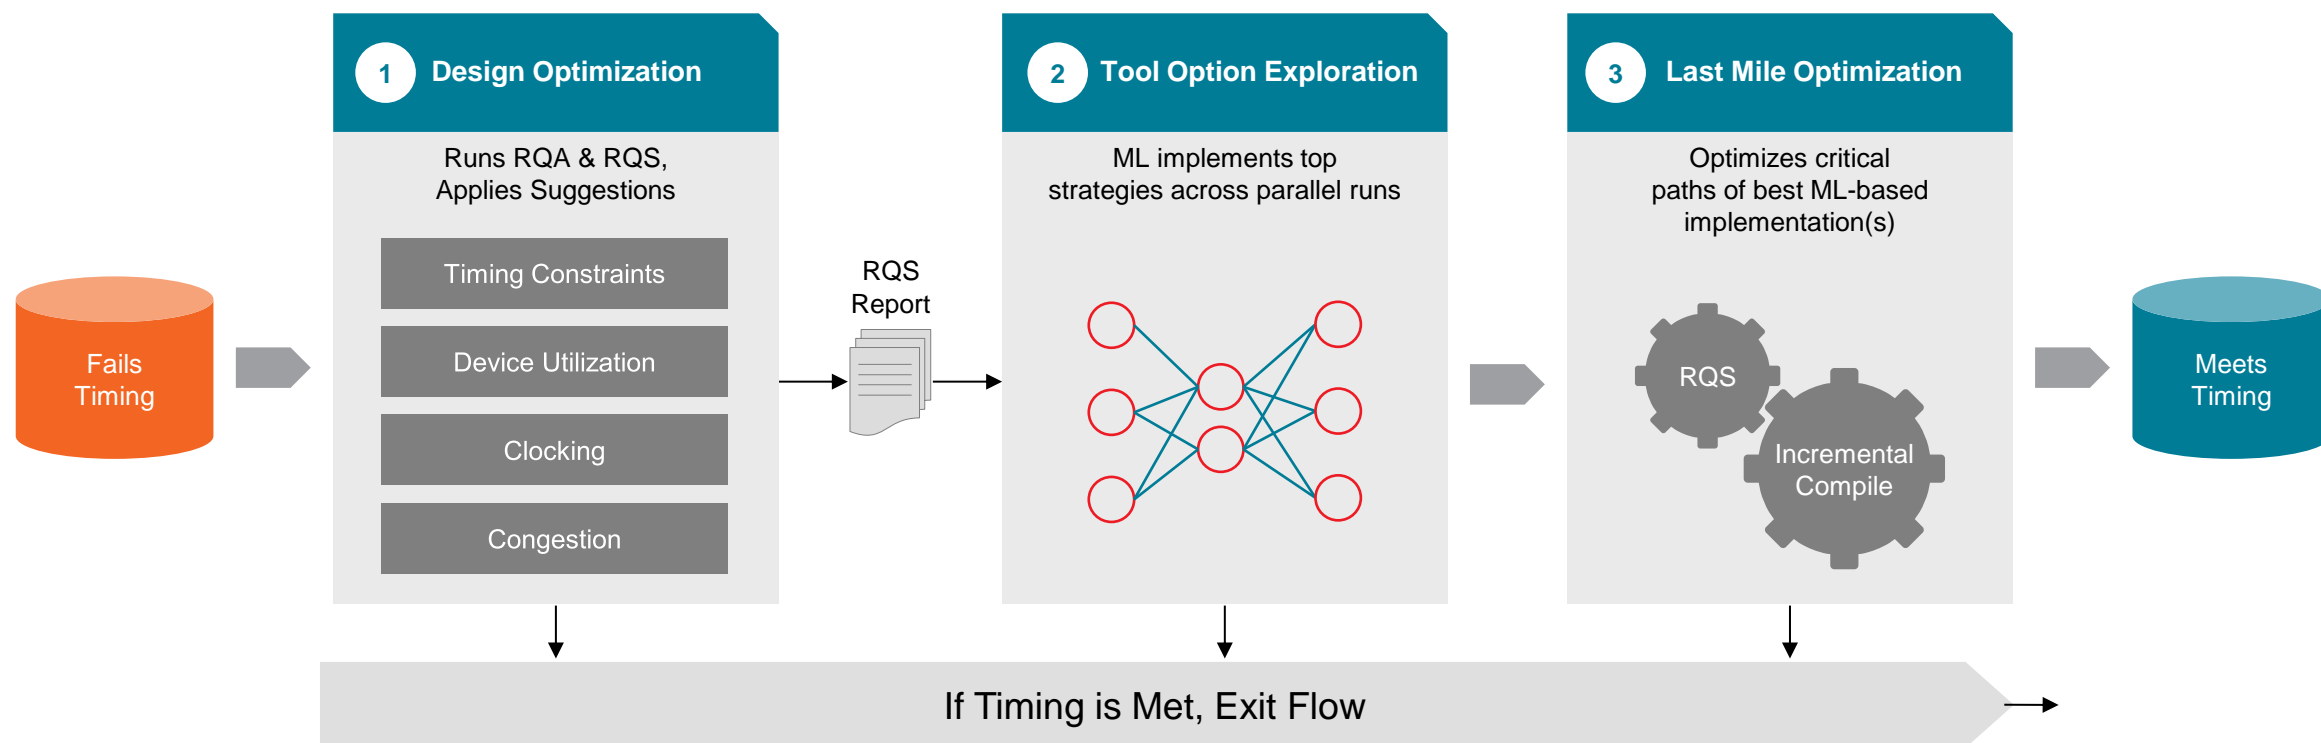 Fails
Timing
1 Design Optimization
Runs RQA & RQS,
Applies Suggestions
Timing Constraints
Device Utilization
Clocking
Congestion
RQS
Report
2 Tool Option Exploration
ML implements top
strategies across parallel runs
3 Last Mile Optimization
Optimizes critical
paths of best ML-based
implementation(s)
RQS
Incremental
Compile
Meets
Timing
If Timing is Met, Exit Flow